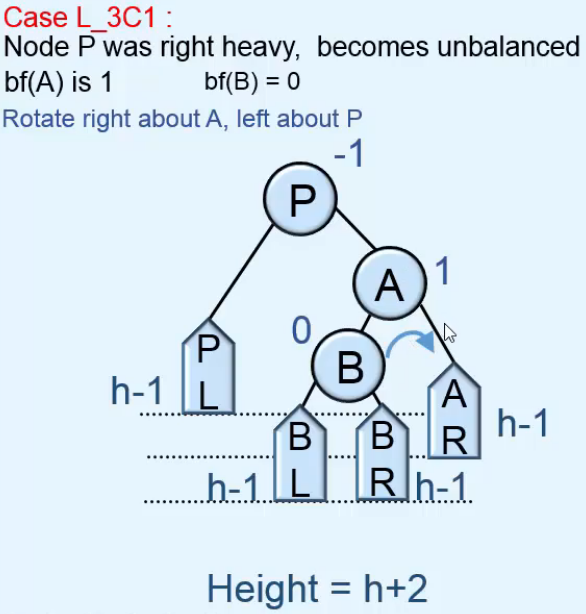 Case L_3C1 :
Node P was right heavy, becomes unbalanced
bf(A) is 1 bf(B) = 0
Rotate right about A, left about P
-1
P
A 1
0
B
P
L
h-1
A
R
h-1
B
L
h-1
B
R
h-1
Height = h+2